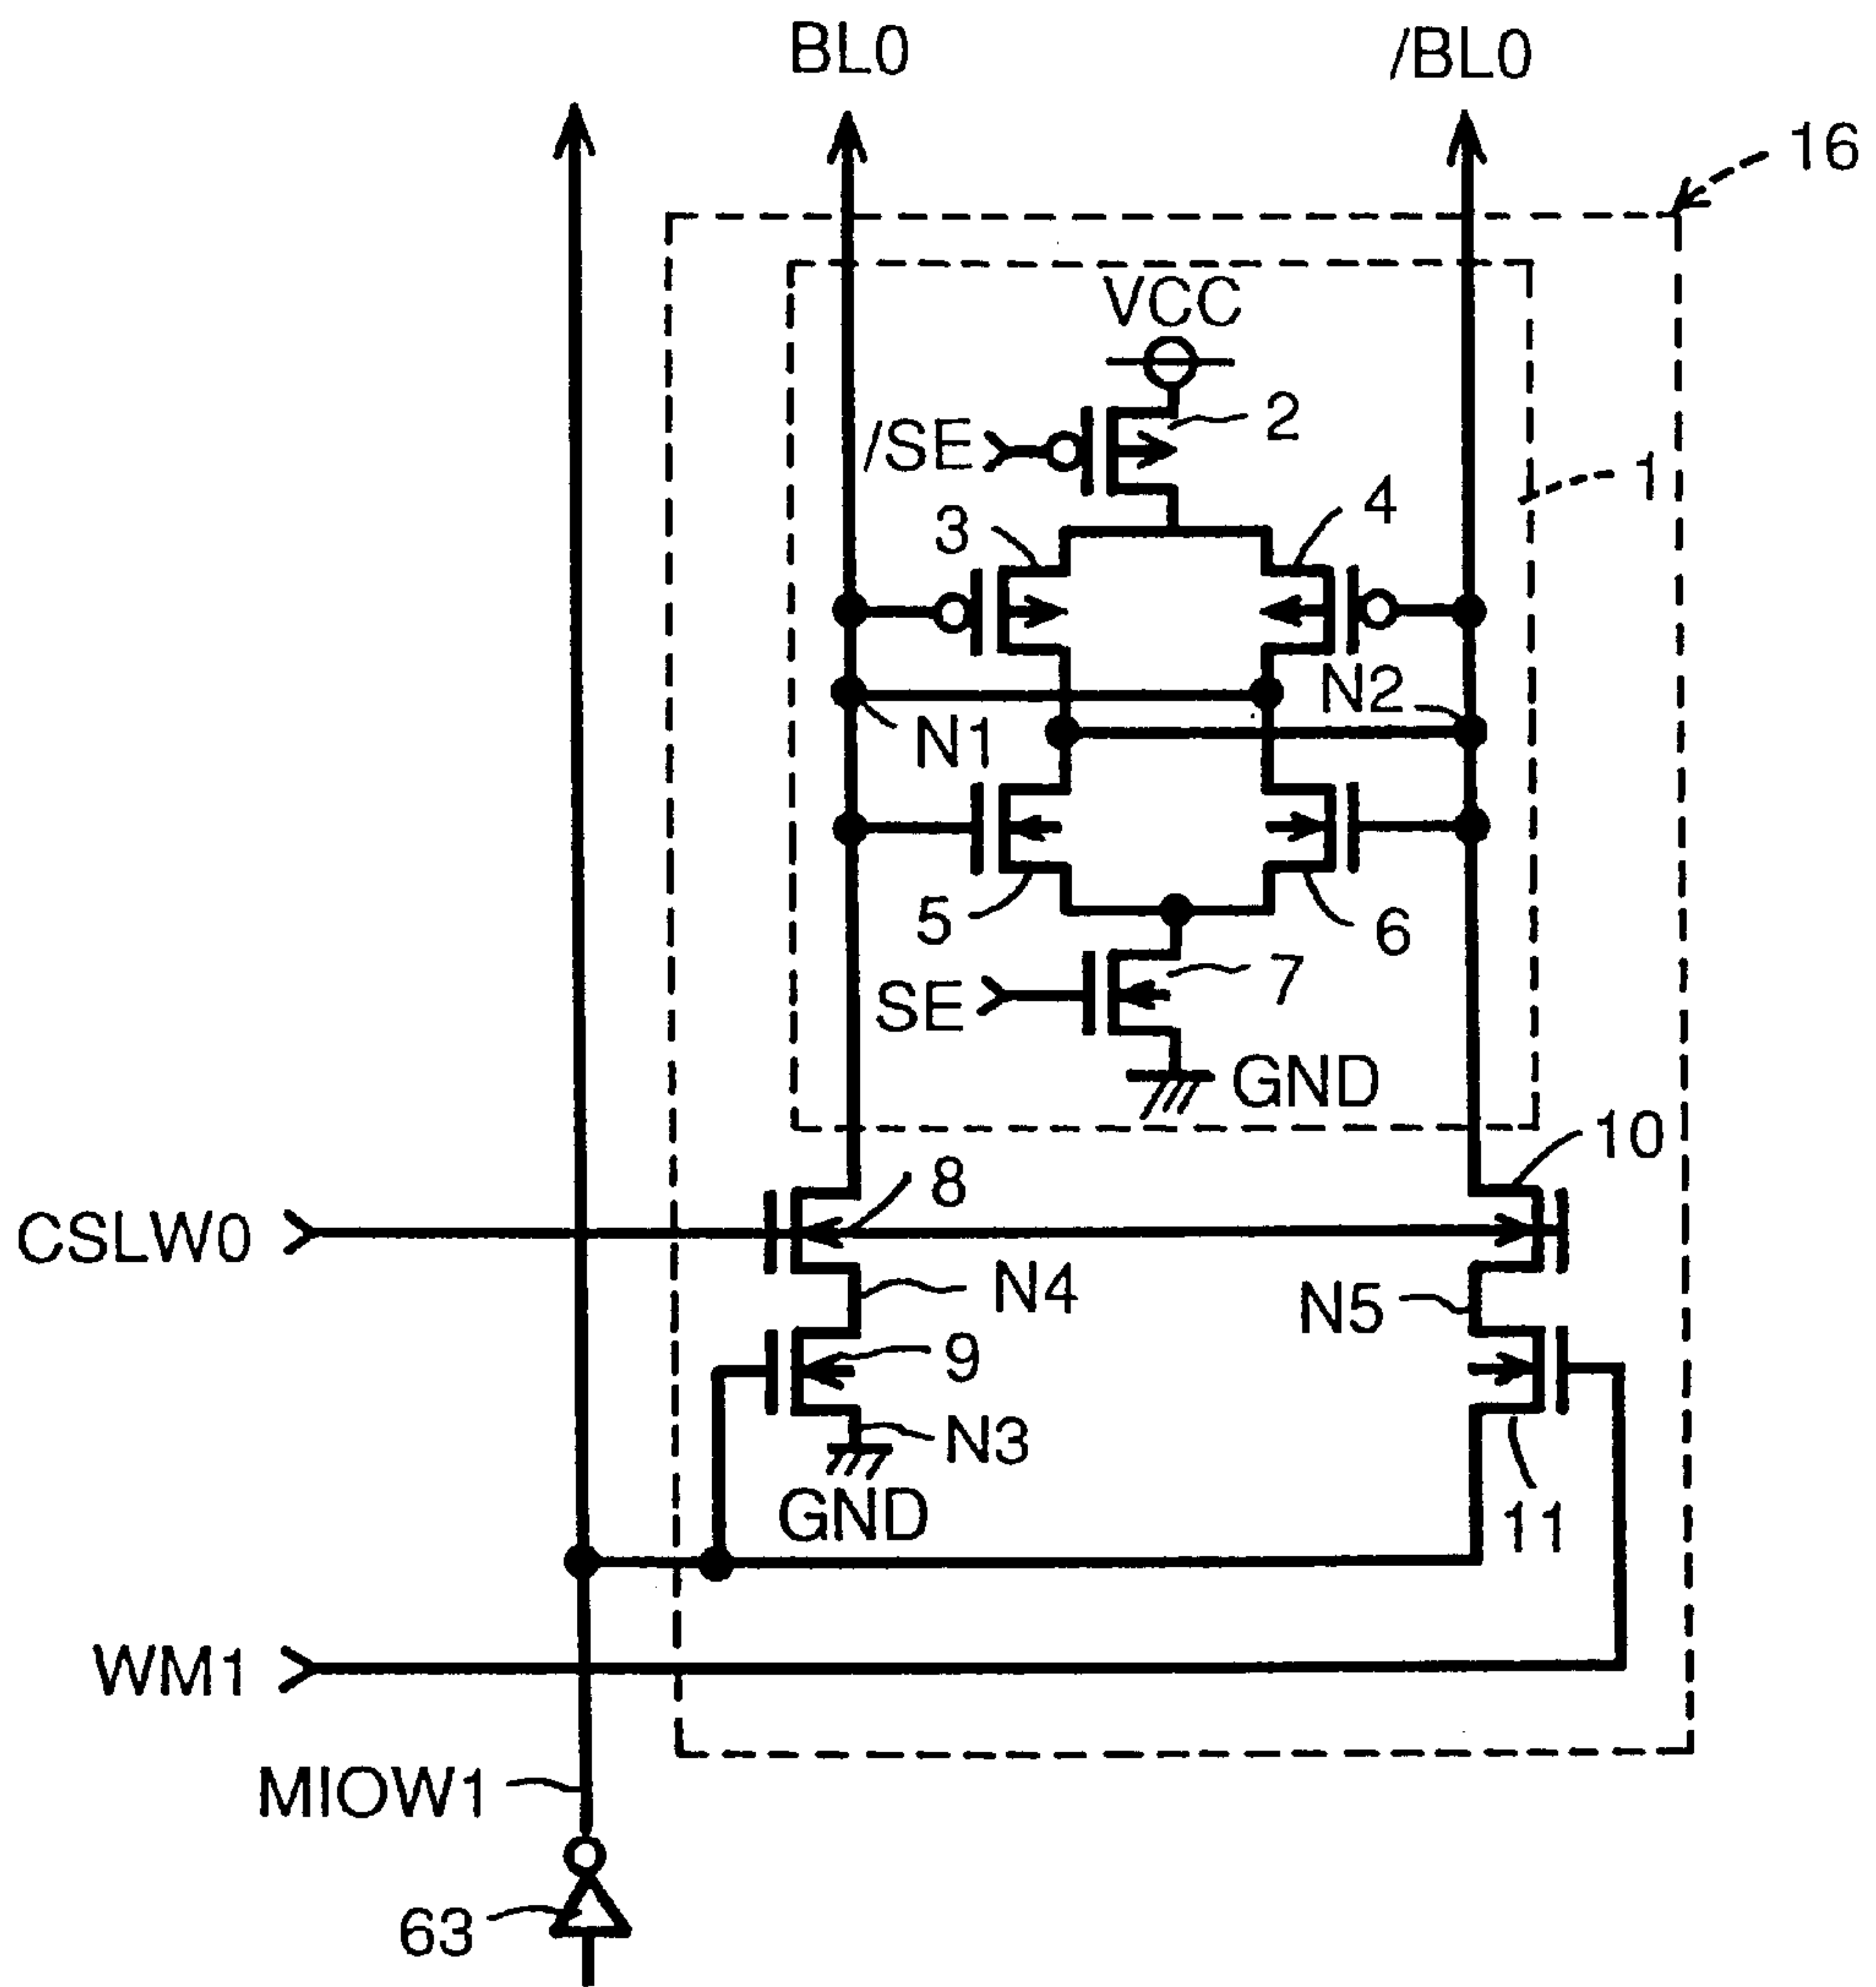 BL0
/BL0
16
VCC
/SE
2
1
3
4
N1
N2
5
6
SE
7
GND
10
CSLW0
8
N4
N5
9
N3
GND
11
WM1
MIOW1
63